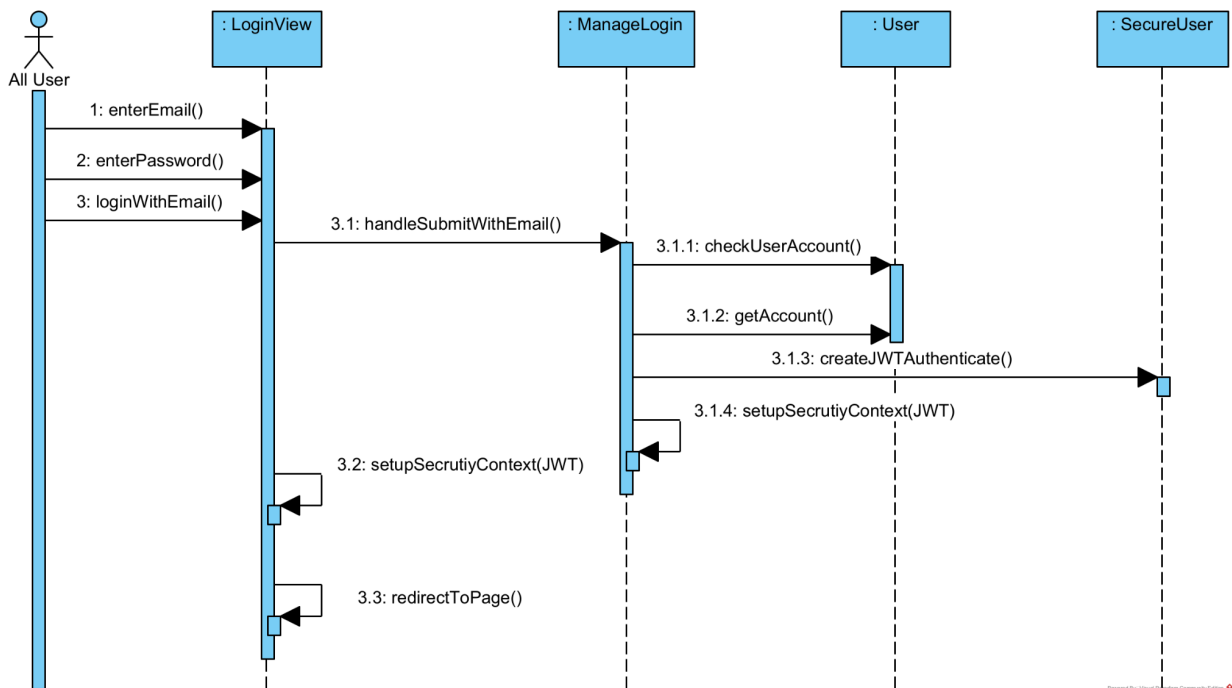 : LoginView
: ManageLogin
: User
: SecureUser
All User
1: enterEmail()
2: enterPassword()
3: loginWithEmail()
3.1: handleSubmitWithEmail()
3.1.1: checkUserAccount()
3.1.2: getAccount()
3.1.3: createJWTAuthenticate()
3.1.4: setupSecrutiyContext(JWT)
3.2: setupSecrutiyContext(JWT)
3.3: redirectToPage()